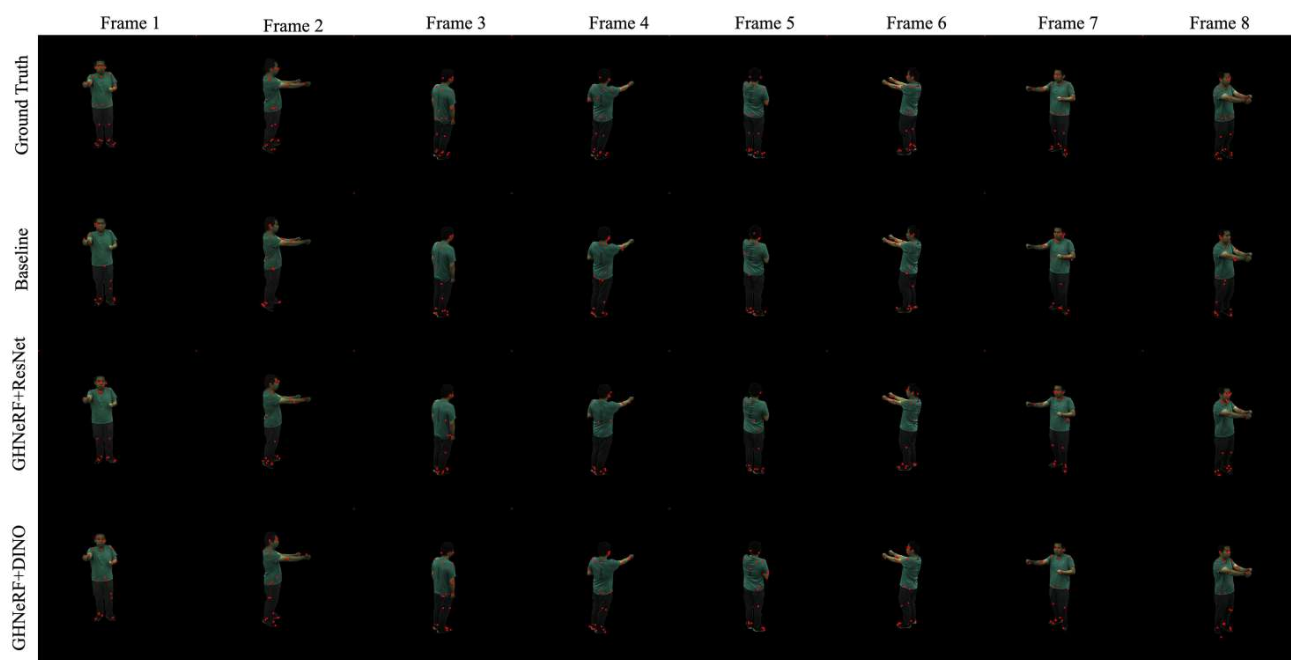 Frame 1 Frame 2 Frame 3 Frame 4 Frame 5 Frame 6 Frame 7 Frame 8
Ground Truth
Baseline
GHNeRF+ResNet
GHNeRF+DINO